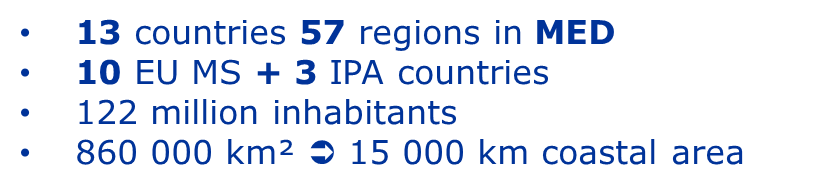 • 13 countries 57 regions in MED
• 10 EU MS + 3 IPA countries
• 122 million inhabitants
• 860 000 km² ➲ 15 000 km coastal area